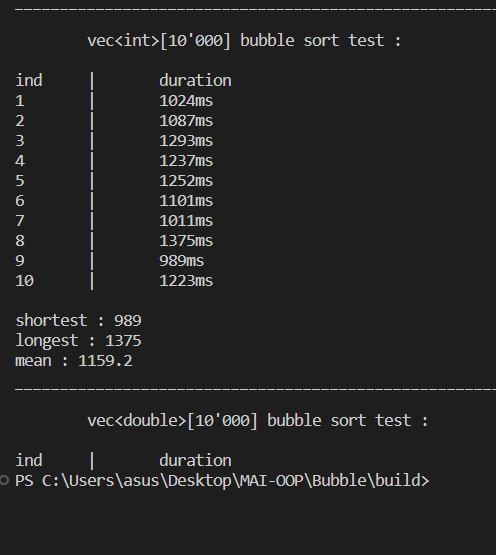 vec<int>[10'000] bubble sort test :
ind | duration
1 | 1024ms
2 | 1087ms
3 | 1293ms
4 | 1237ms
5 | 1252ms
6 | 1101ms
7 | 1011ms
8 | 1375ms
9 | 989ms
10 | 1223ms
shortest : 989
longest : 1375
mean : 1159.2
vec<double>[10'000] bubble sort test :
ind | duration
PS C:\Users\asus\Desktop\MAI-OOP\Bubble\build>